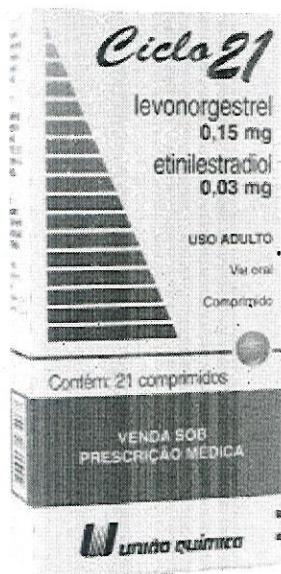 Ciclo 21
levonorgestrel
0,15 mg
etinilestradiol
0,03 mg
USO ADULTO
Via oral
Comprimido
Contém: 21 comprimidos
VENDA SOB
PRESCRIÇÃO MÉDICA
união química